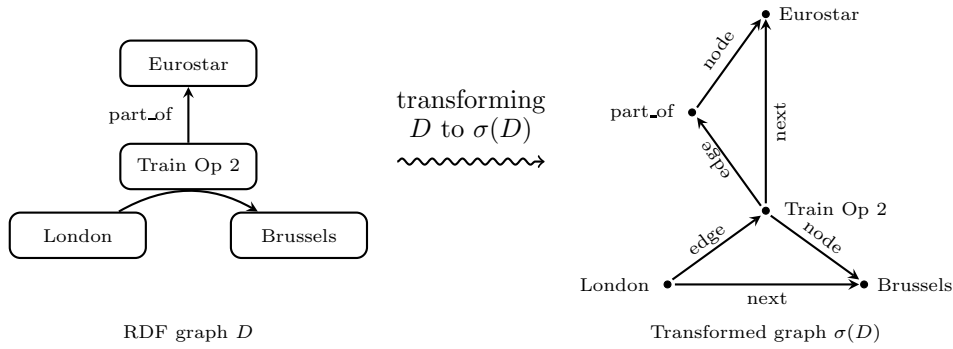 Eurostar
part_of
Train Op 2
London
Brussels
RDF graph D
transforming
D to σ(D)
Eurostar
node
part_of
next
edge
Train Op 2
edge
node
London
Brussels
next
Transformed graph σ(D)